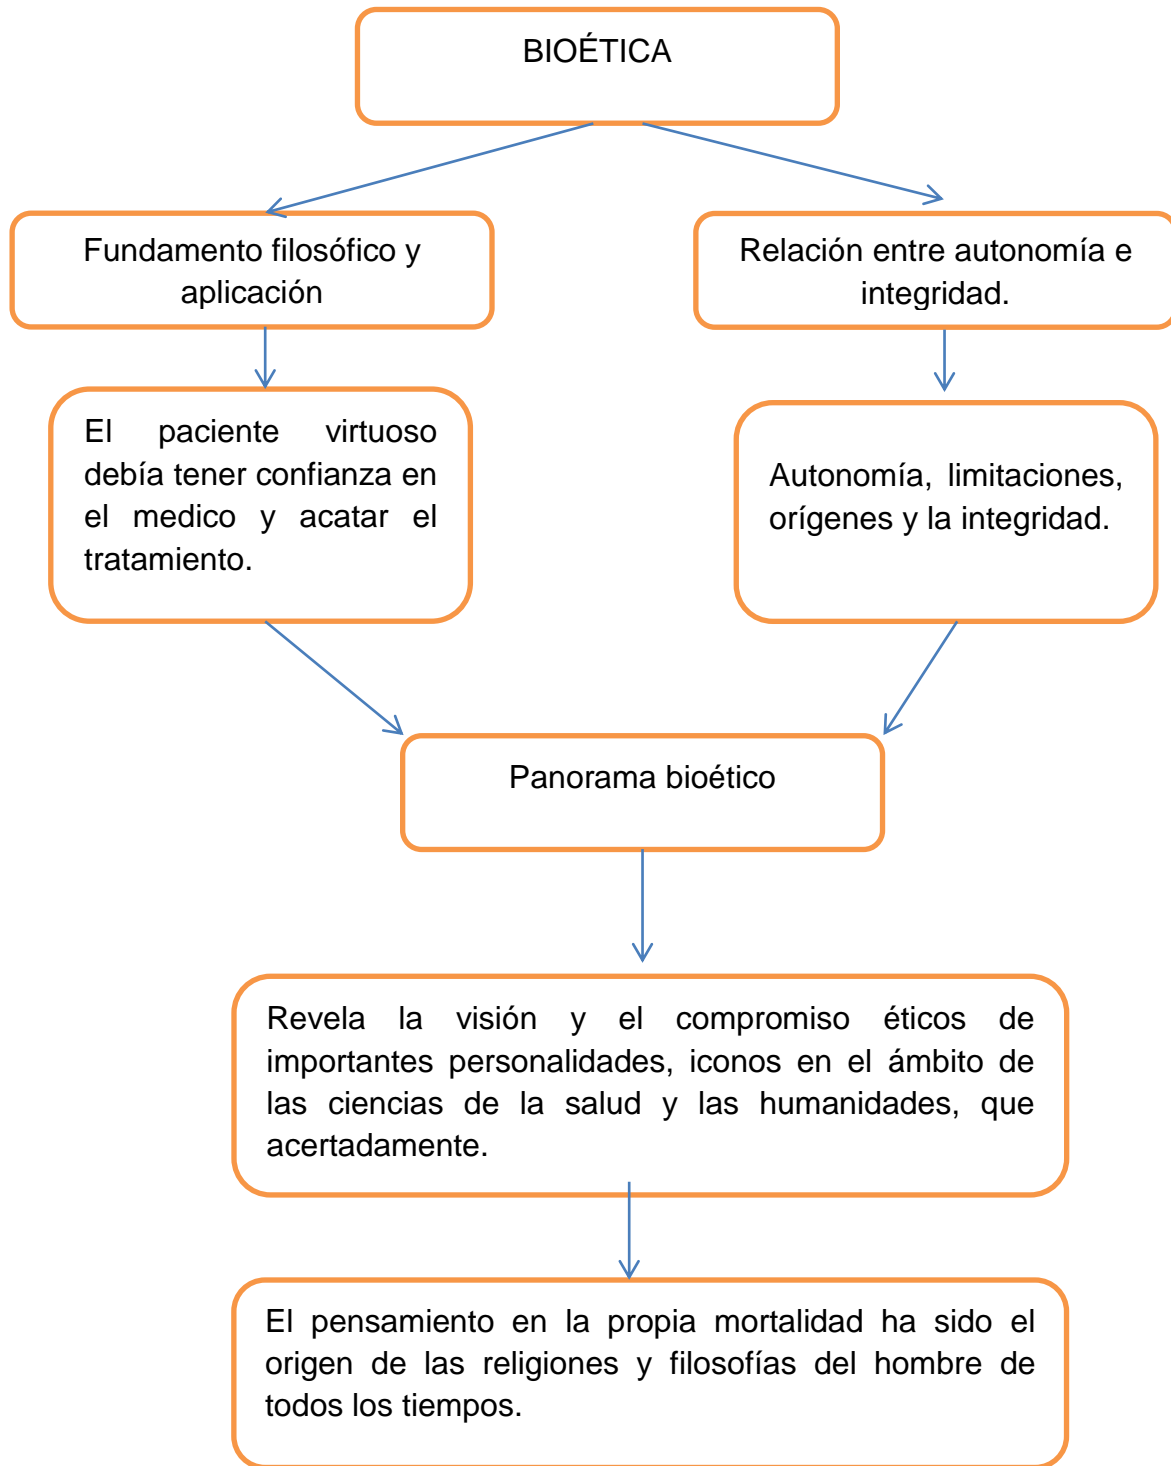 BIOÉTICA
Fundamento filosófico y
aplicación
Relación entre autonomía e
integridad.
El paciente virtuoso
debía tener confianza en
el medico y acatar el
tratamiento.
Autonomía, limitaciones,
orígenes y la integridad.
Panorama bioético
Revela la visión y el compromiso éticos de
importantes personalidades, iconos en el ámbito de
las ciencias de la salud y las humanidades, que
acertadamente.
El pensamiento en la propia mortalidad ha sido el
origen de las religiones y filosofías del hombre de
todos los tiempos.